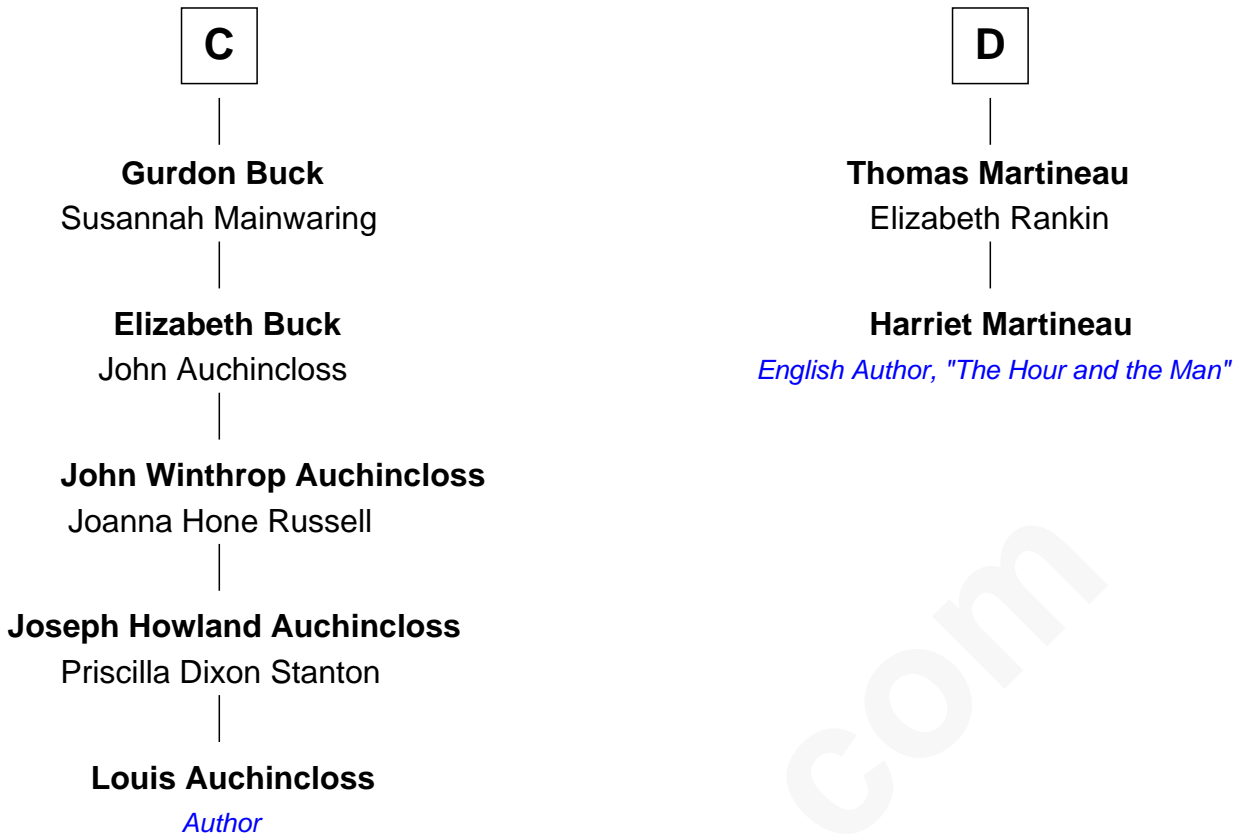 C
Gurdon Buck
Susannah Mainwaring
Elizabeth Buck
John Auchincloss
John Winthrop Auchincloss
Joanna Hone Russell
Joseph Howland Auchincloss
Priscilla Dixon Stanton
Louis Auchincloss
Author
D
Thomas Martineau
Elizabeth Rankin
Harriet Martineau
English Author, "The Hour and the Man"
com